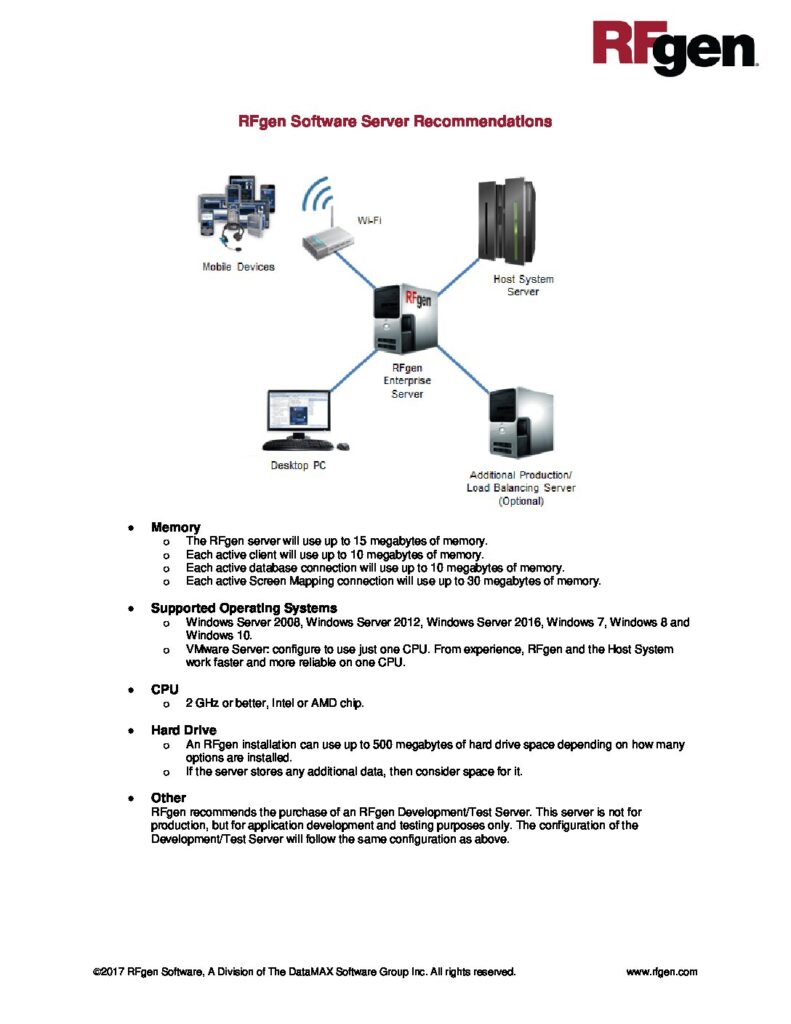 RFgen
RFgen Software Server Recommendations
Wi-Fi
Mobile Devices
Host System
Server
RFgen
RFgen
Enterprise
Server
Desktop PC
Additional Production/
Load Balancing Server
(Optional)
• Memory
o The RFgen server will use up to 15 megabytes of memory.
o Each active client will use up to 10 megabytes of memory.
o Each active database connection will use up to 10 megabytes of memory.
o Each active Screen Mapping connection will use up to 30 megabytes of memory.
• Supported Operating Systems
o Windows Server 2008, Windows Server 2012, Windows Server 2016, Windows 7, Windows 8 and
Windows 10.
o VMware Server: configure to use just one CPU. From experience, RFgen and the Host System
work faster and more reliable on one CPU.
• CPU
o 2 GHz or better, Intel or AMD chip.
• Hard Drive
o An RFgen installation can use up to 500 megabytes of hard drive space depending on how many
options are installed.
o If the server stores any additional data, then consider space for it.
• Other
RFgen recommends the purchase of an RFgen Development/Test Server. This server is not for
production, but for application development and testing purposes only. The configuration of the
Development/Test Server will follow the same configuration as above.
©2017 RFgen Software, A Division of The DataMAX Software Group Inc. All rights reserved. www.rfgen.com